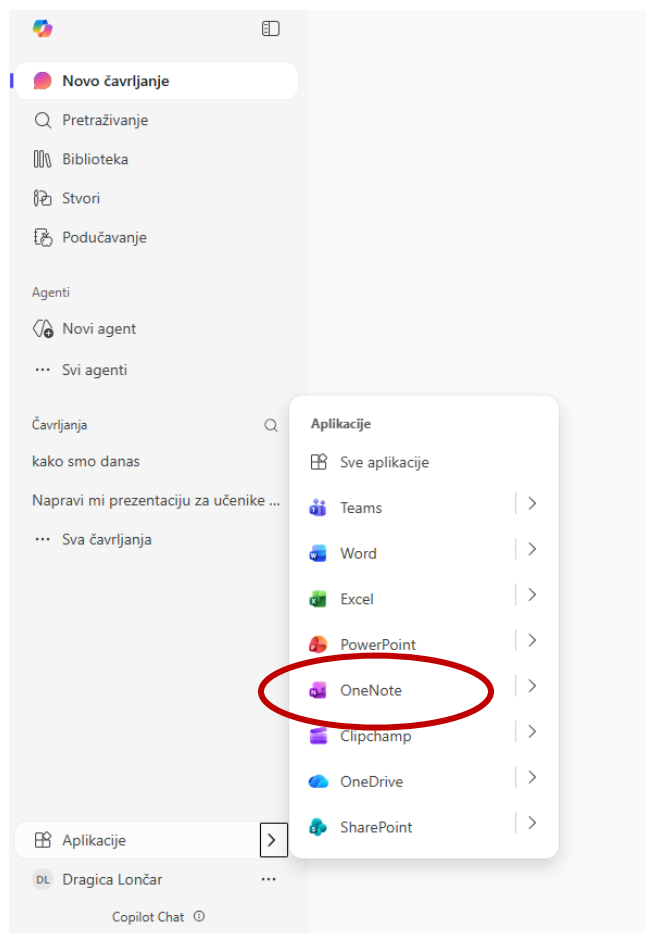 Novo čavrljanje
Pretraživanje
Biblioteka
Stvori
Podučavanje
Agenti
Novi agent
Svi agenti
Čavrljanja
kako smo danas
Napravi mi prezentaciju za učenike ...
Sva čavrljanja
Aplikacije
Sve aplikacije
Teams
Word
Excel
PowerPoint
OneNote
Clipchamp
OneDrive
SharePoint
Aplikacije
DL Dragica Lončar
Copilot Chat